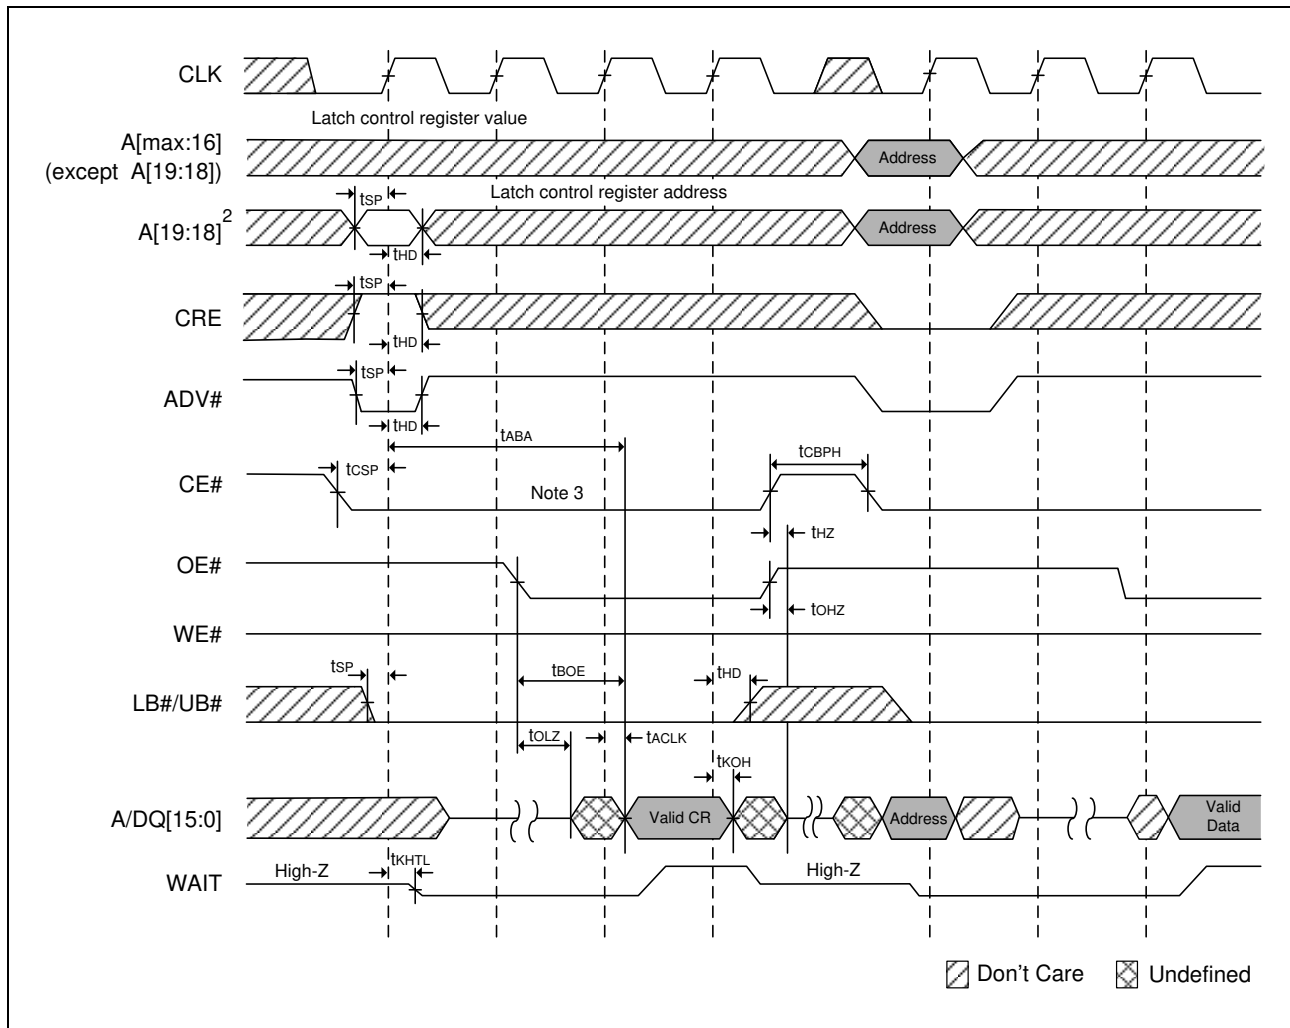 CLK
Latch control register value
A[max:16]
(except A[19:18])
Address
Latch control register address
tSP
A[19:18]2
Address
tHD
tSP
CRE
tHD
tSP
ADV#
tHD
tABA
tCSP
tCBPH
CE#
Note 3
tHZ
OE#
tOHZ
WE#
tSP
tBOE
tHD
LB#/UB#
tOLZ
tACLK
tKOH
A/DQ[15:0]
Valid CR
Address
Valid
Data
tKHTL
WAIT
High-Z
High-Z
Don't Care
Undefined